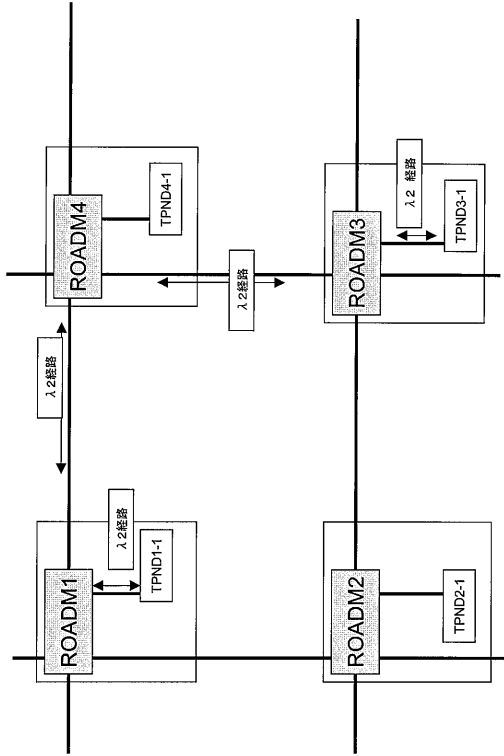 ROADM4
TPND4-1
λ2経路
λ2経路
ROADM3
λ2 経路
TPND3-1
ROADM1
λ2経路
TPND1-1
ROADM2
TPND2-1